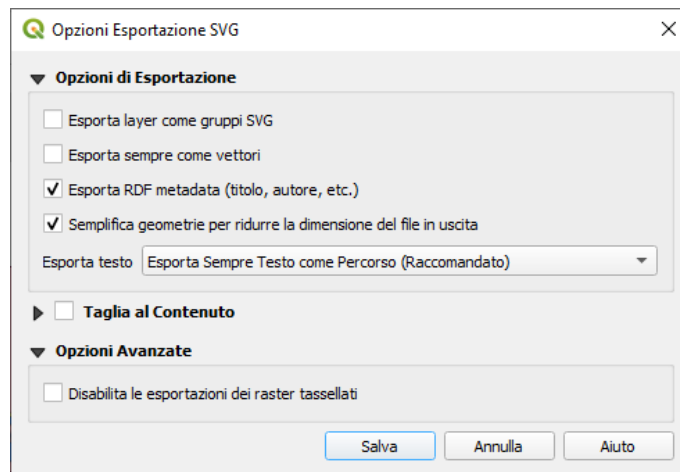 Opzioni Esportazione SVG
Opzioni di Esportazione
Esporta layer come gruppi SVG
Esporta sempre come vettori
Esporta RDF metadata (titolo, autore, etc.)
Semplifica geometrie per ridurre la dimensione del file in uscita
Esporta testo Esporta Sempre Testo come Percorso (Raccomandato)
Taglia al Contenuto
Opzioni Avanzate
Disabilita le esportazioni dei raster tassellati
Salva Annulla Aiuto